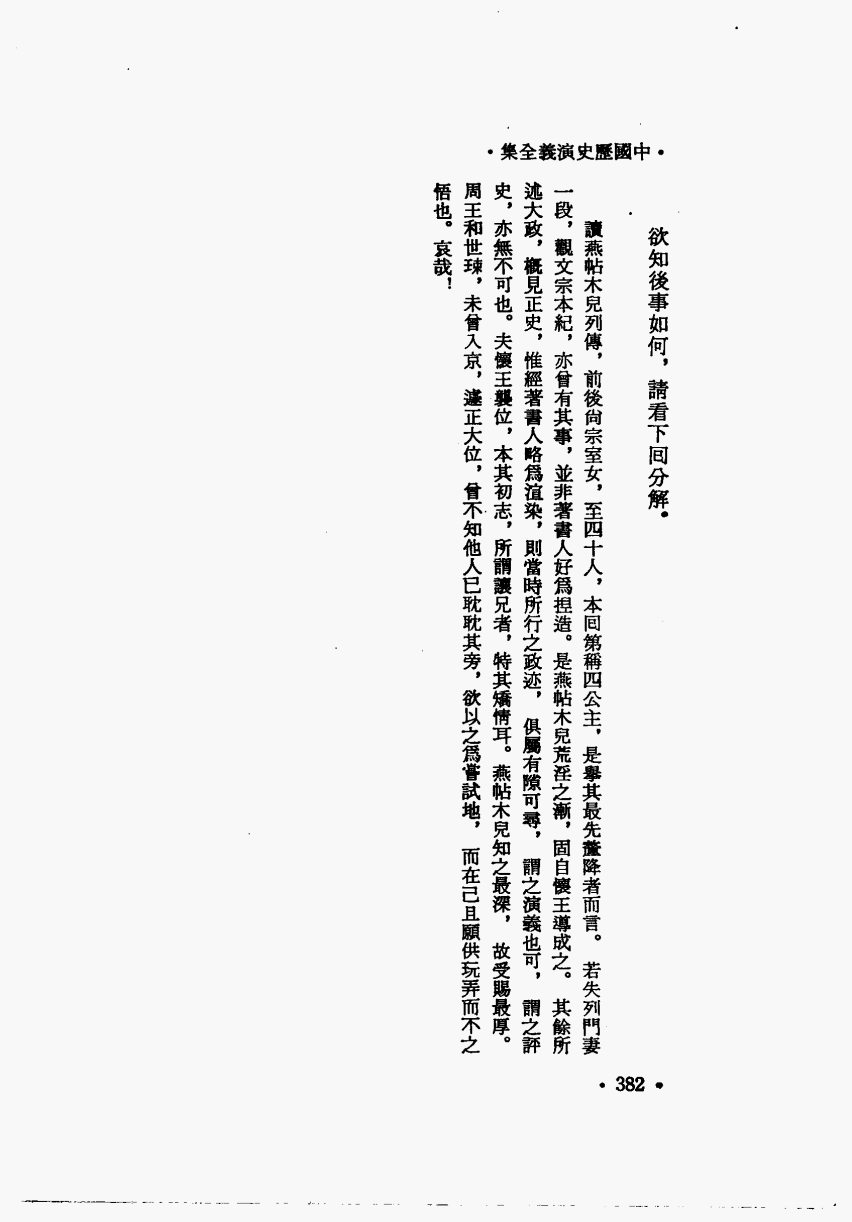 •中國歷史演義全集•
欲知後事如何，請看下回分解。
讀燕帖木兒列傳，前後尙宗室女，至四十人，本回第稱四公主，是舉其最先釐降者而言。若失列門妻
一段，觀文宗本紀，亦曾有其事，並非著書人好爲揑造。是燕帖木兒荒淫之漸，固自懷王導成之。其餘所
述大政，概見正史，惟經著書人略爲渲染，則當時所行之政迹，俱屬有隙可尋，謂之演義也可，謂之評
史，亦無不可也。夫懷王襲位，本其初志，所謂讓兄者，特其矯情耳。燕帖木兒知之最深，故受賜最厚。
周王和世㻋，未曾入京，遽正大位，曾不知他人已耽耽其旁，欲以之爲嘗試地，而在己且願供玩弄而不之
悟也。哀哉！
•382•